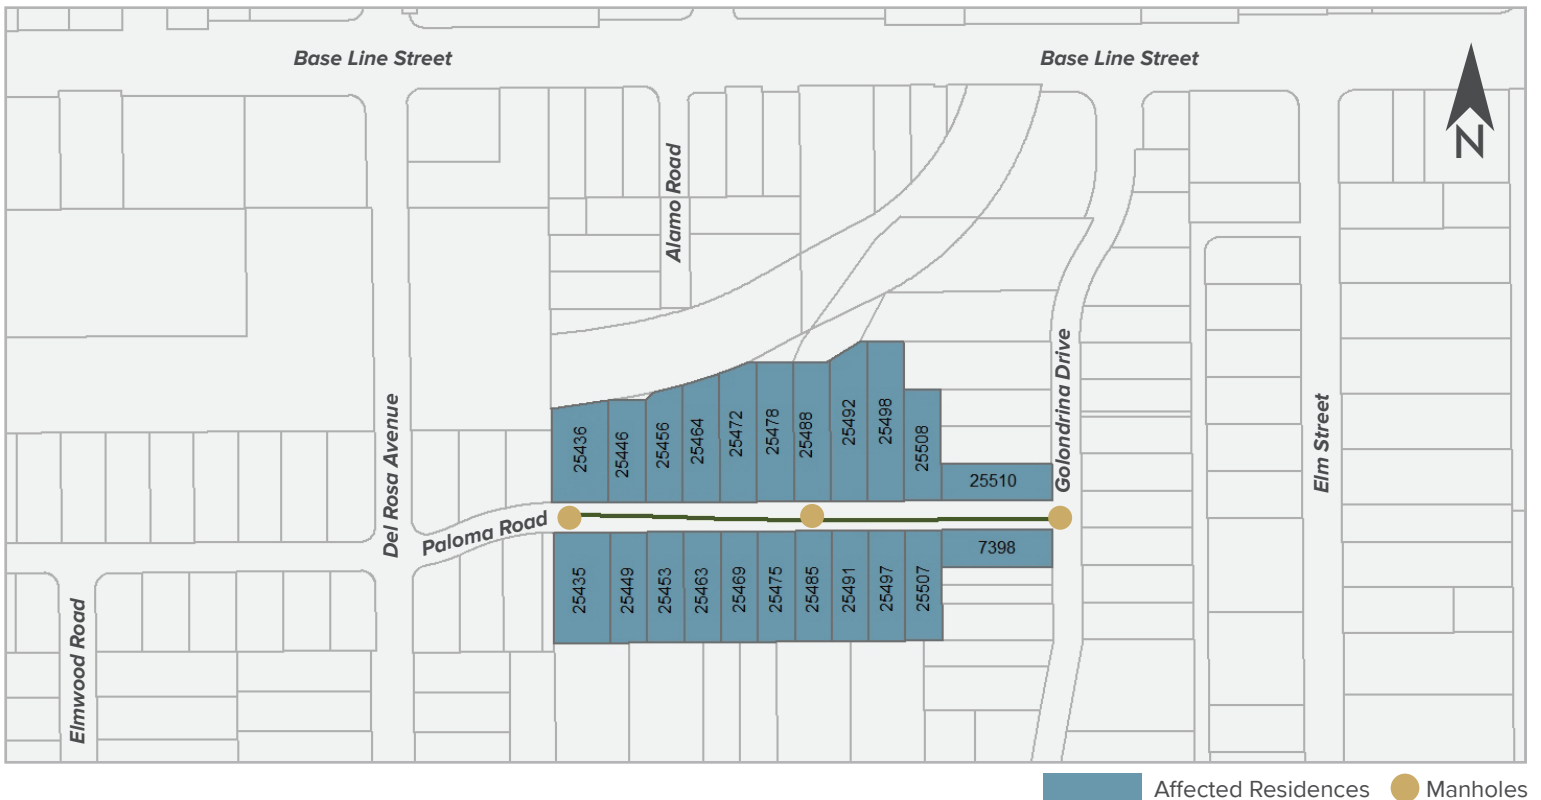 Base Line Street
Base Line Street
N
Alamo Road
Golondrina Drive
Del Rosa Avenue
Elm Street
25436
25446
25456
25464
25472
25478
25488
25492
25498
25508
25510
Paloma Road
7398
25435
25449
25453
25463
25469
25475
25485
25491
25497
25507
Elmwood Road
Affected Residences
Manholes